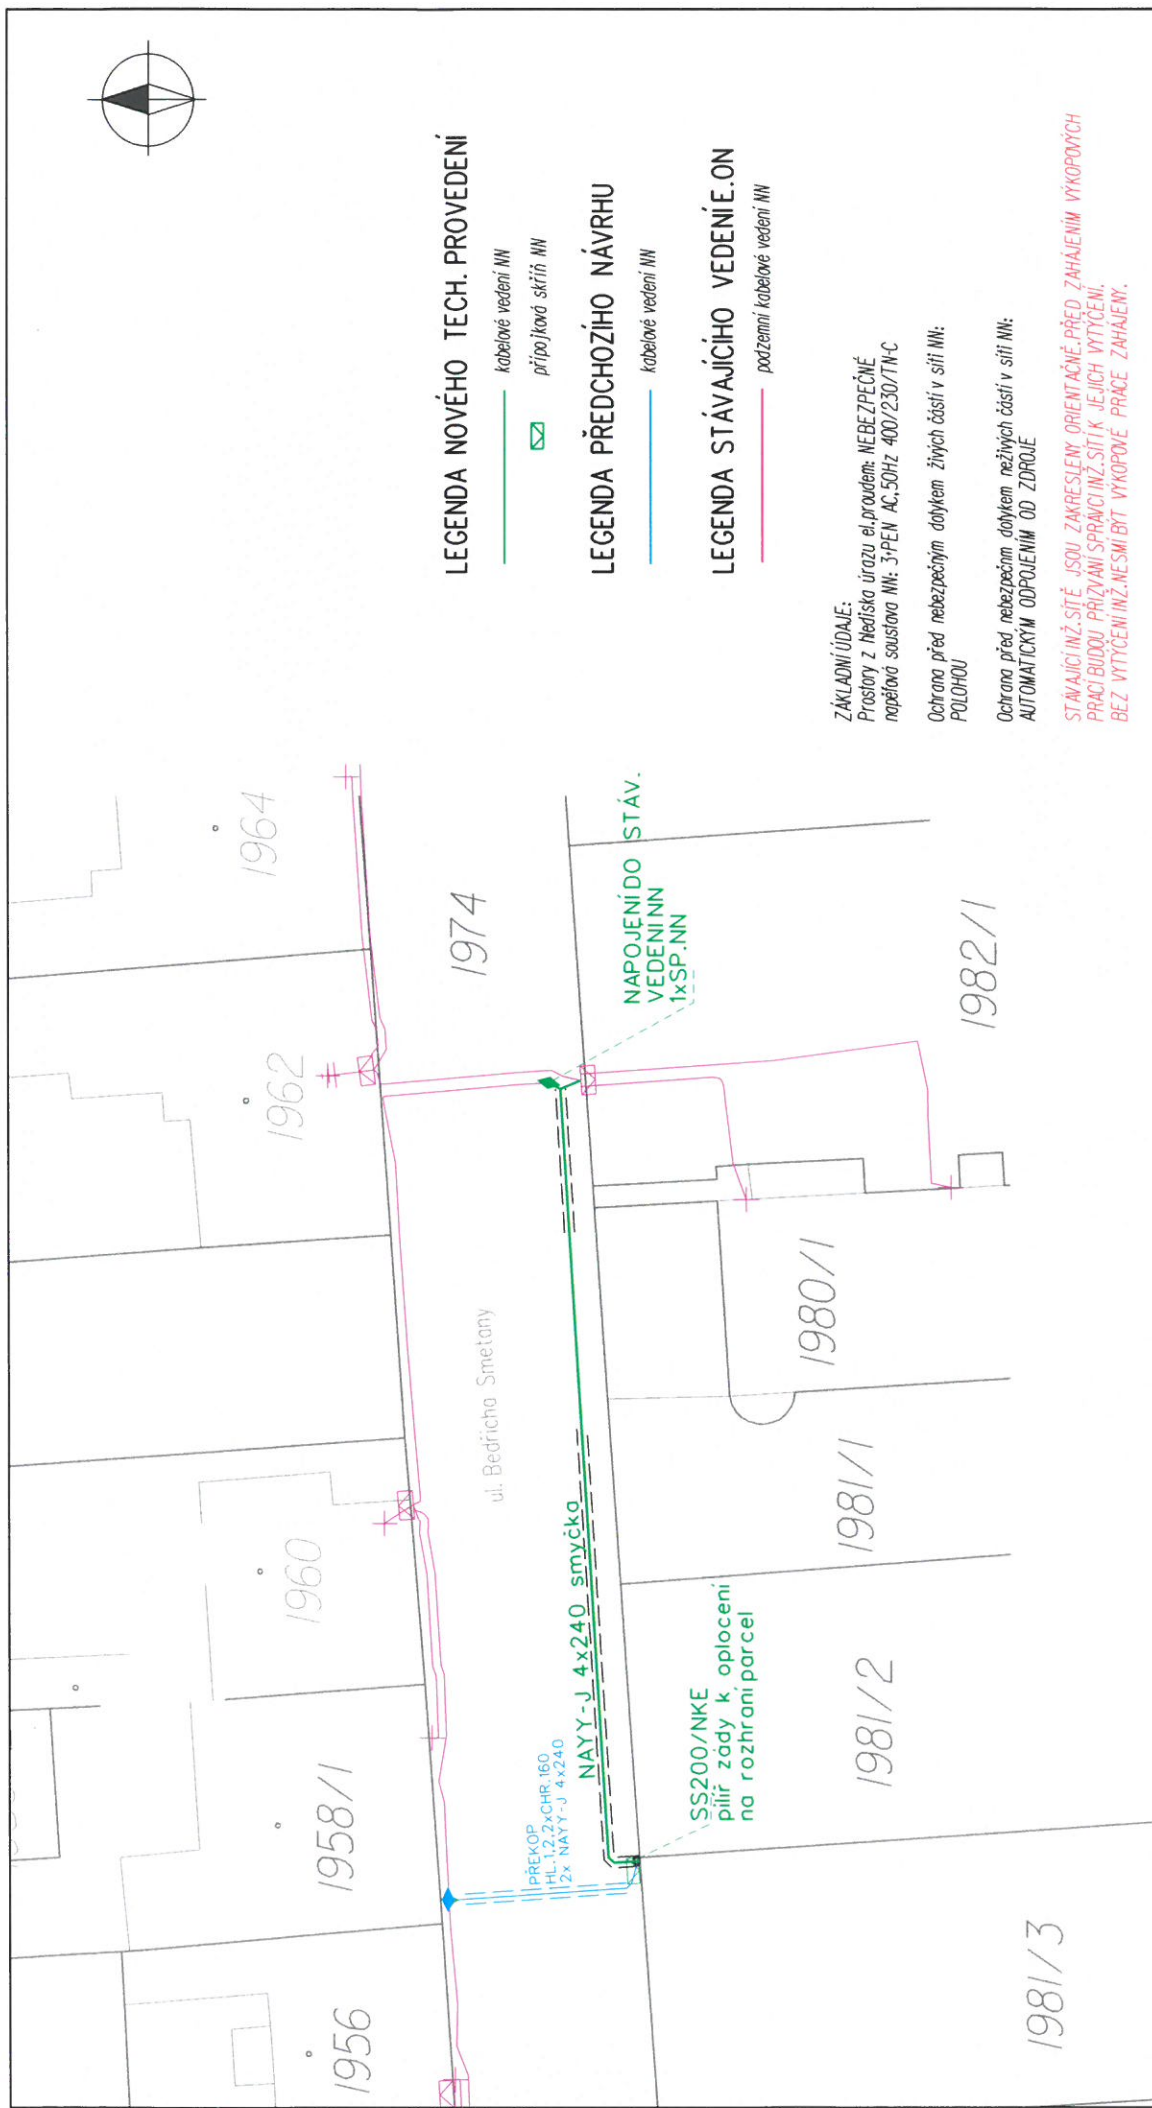 LEGENDA NOVÉHO TECH. PROVEDENÍ
kabelové vedení NN
přípojková skříň NN
LEGENDA PŘEDCHOZÍHO NÁVRHU
kabelové vedení NN
LEGENDA STÁVAJÍCÍHO VEDENÍ E.ON
podzemní kabelové vedení NN
ZÁKLADNÍ ÚDAJE:
Prostory z hlediska úrazu el.proudem: NEBEZPEČNÉ
napěťová soustava NN: 3+PEN AC,50Hz 400/230/TN-C
Ochrana před nebezpečným dotykem živých částí v síti NN:
POLOHOU
Ochrana před nebezpečnm dotykem neživých částí v síti NN:
AUTOMATICKÝM ODPOJENÍM OD ZDROJE
STÁVAJÍCÍ INŽ.SÍTĚ JSOU ZAKRESLENY ORIENTAČNĚ.PŘED ZAHÁJENÍM VÝKOPOVÝCH
PRACÍ BUDOU PŘIZVÁNI SPRÁVCI INŽ.SÍTÍ K JEJICH VYTÝČENÍ.
BEZ VYTÝČENÍ INŽ.NESMÍ BÝT VÝKOPOVÉ PRÁCE ZAHÁJENY.
1956
1958/1
1960
1962
1964
1974
ul. Bedřicha Smetany
PŘEKOP
HL.1,2,2xCHR.160
2x NAYY-J 4x240
NAYY-J 4x240 smyčka
NAPOJENÍ DO STÁV.
VEDENÍ NN
1xSP.NN
SS200/NKE
pilíř zády k oplocení
na rozhraní parcel
1981/3
1981/2
1981/1
1980/1
1982/1